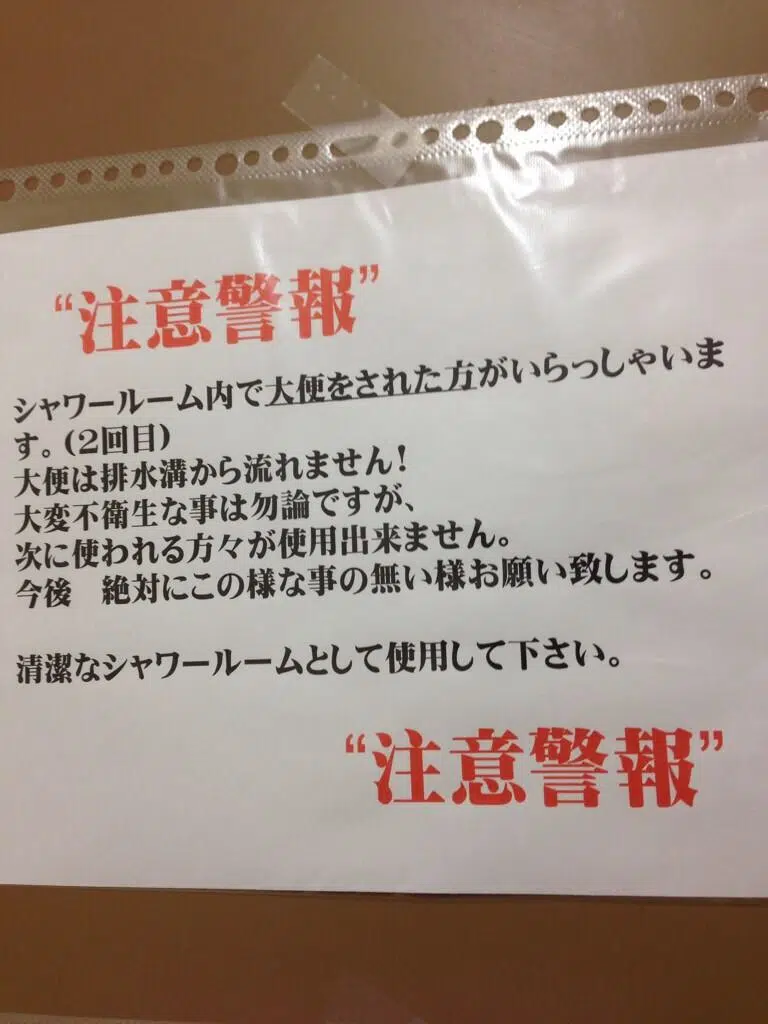 “注意警報”
シャワールーム内で大便をされた方がいらっしゃいま
す。(2回目)
大便は排水溝から流れません!
大変不衛生な事は勿論ですが、
次に使われる方々が使用出来ません。
今後　絶対にこの様な事の無い様お願い致します。
清潔なシャワールームとして使用して下さい。
“注意警報”